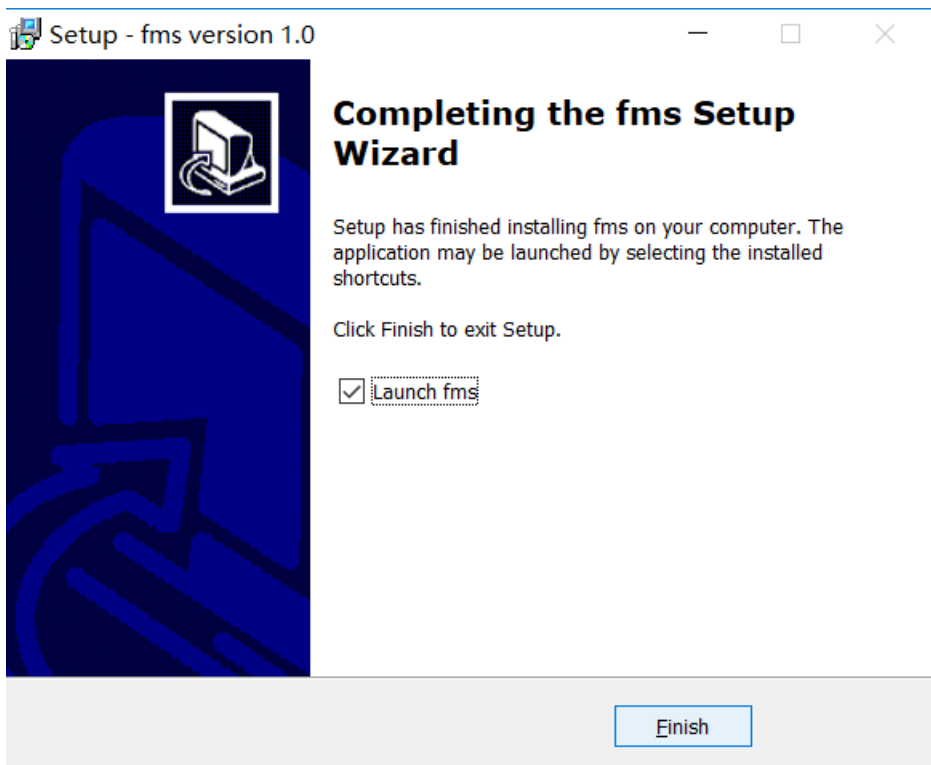 Setup - fms version 1.0
Completing the fms Setup
Wizard
Setup has finished installing fms on your computer. The
application may be launched by selecting the installed
shortcuts.
Click Finish to exit Setup.
Launch fms
Finish